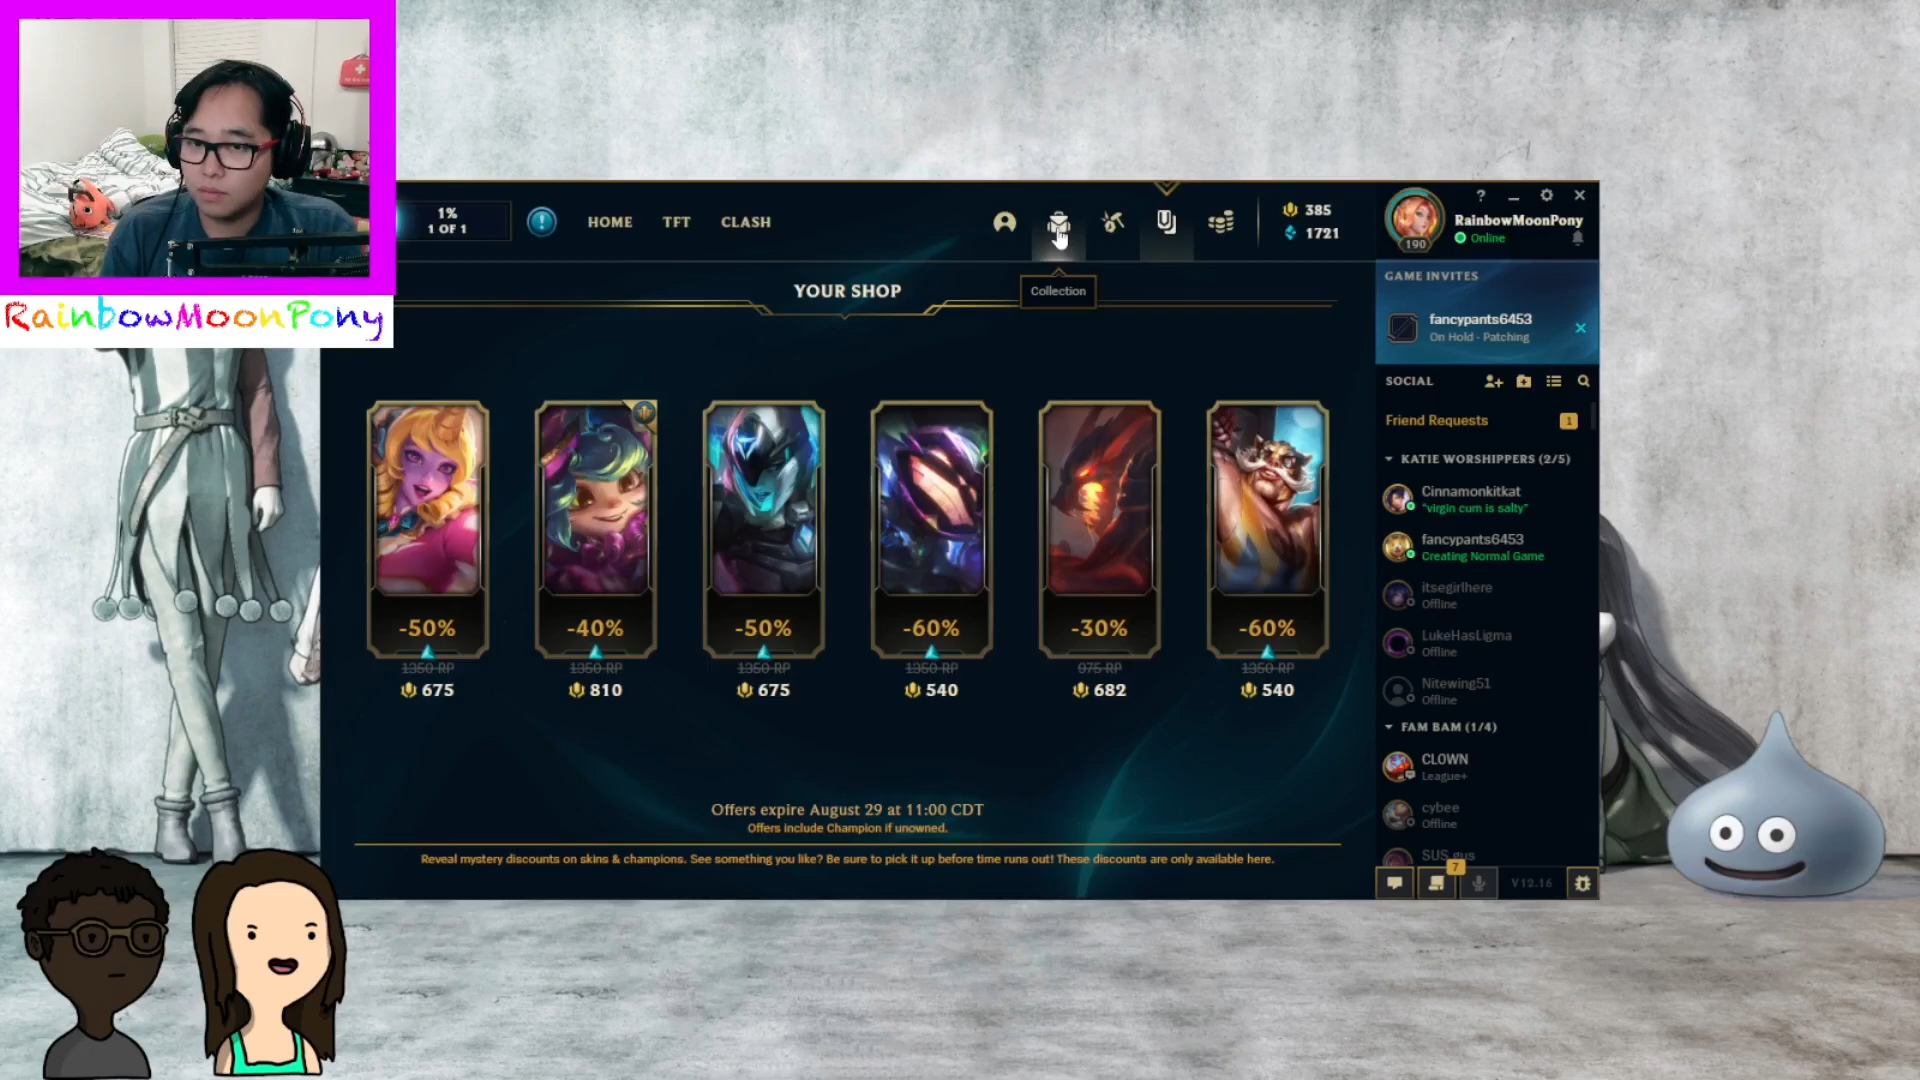 RainbowMoonPony
1%
1 OF 1
HOME
TFT
CLASH
385
1721
190
RainbowMoonPony
Online
YOUR SHOP
Collection
-50%
1350 RP
675
-40%
1350 RP
810
-50%
1350 RP
675
-60%
1350 RP
540
-30%
975 RP
682
-60%
1350 RP
540
Offers expire August 29 at 11:00 CDT
Offers include Champion if unowned.
Reveal mystery discounts on skins & champions. See something you like? Be sure to pick it up before time runs out! These discounts are only available here.
GAME INVITES
fancypants6453
On Hold - Patching
SOCIAL
Friend Requests
1
KATIE WORSHIPPERS (2/5)
Cinnamonkitkat
"virgin cum is salty"
fancypants6453
Creating Normal Game
itsegirlhere
Offline
LukeHasLigma
Offline
Nitewing51
Offline
FAM BAM (1/4)
CLOWN
League+
cybee
Offline
7
V12.16